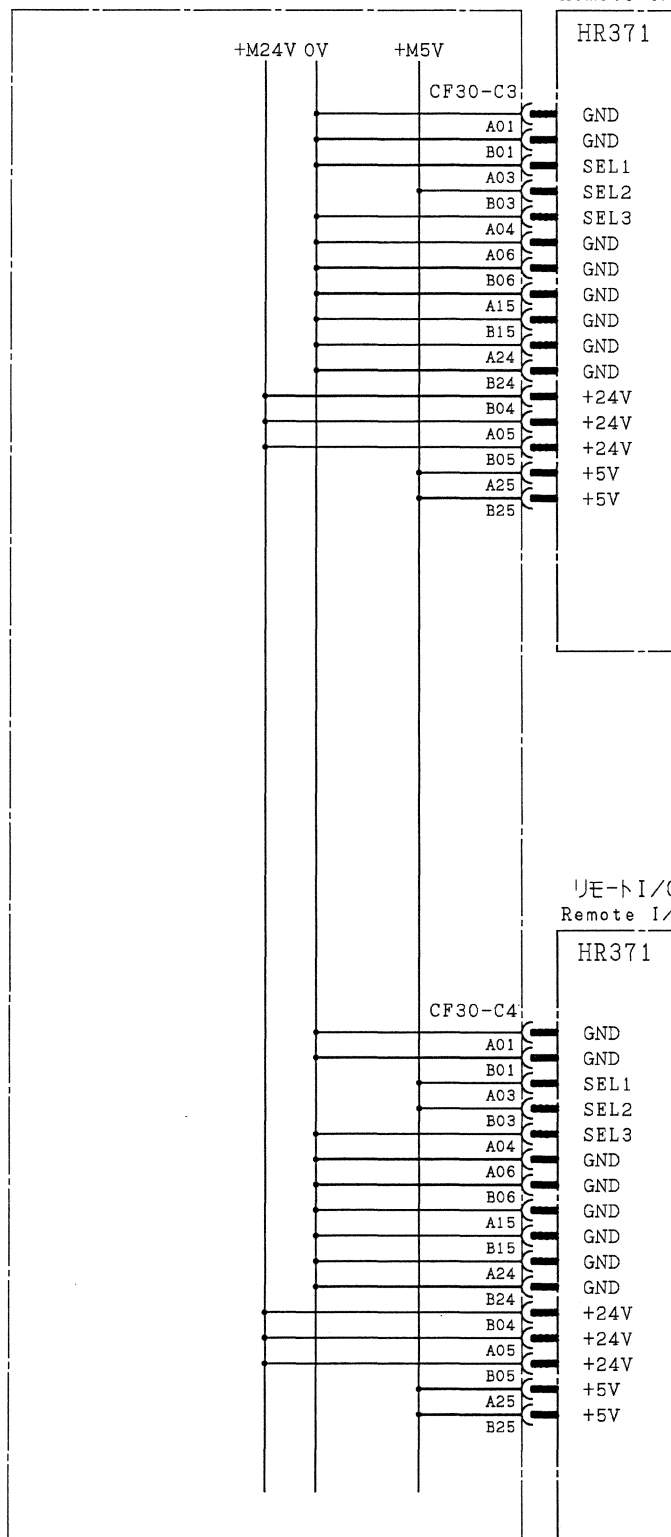 HR371
+M24V 0V +M5V
CF30-C3
GND
A01
GND
B01
SEL1
A03
SEL2
B03
SEL3
A04
GND
A06
GND
B06
GND
A15
GND
B15
GND
A24
GND
B24
+24V
B04
+24V
A05
+24V
B05
+5V
A25
+5V
B25
リモートI/O
Remote I/
HR371
CF30-C4
GND
A01
GND
B01
SEL1
A03
SEL2
B03
SEL3
A04
GND
A06
GND
B06
GND
A15
GND
B15
GND
A24
GND
B24
+24V
B04
+24V
A05
+24V
B05
+5V
A25
+5V
B25